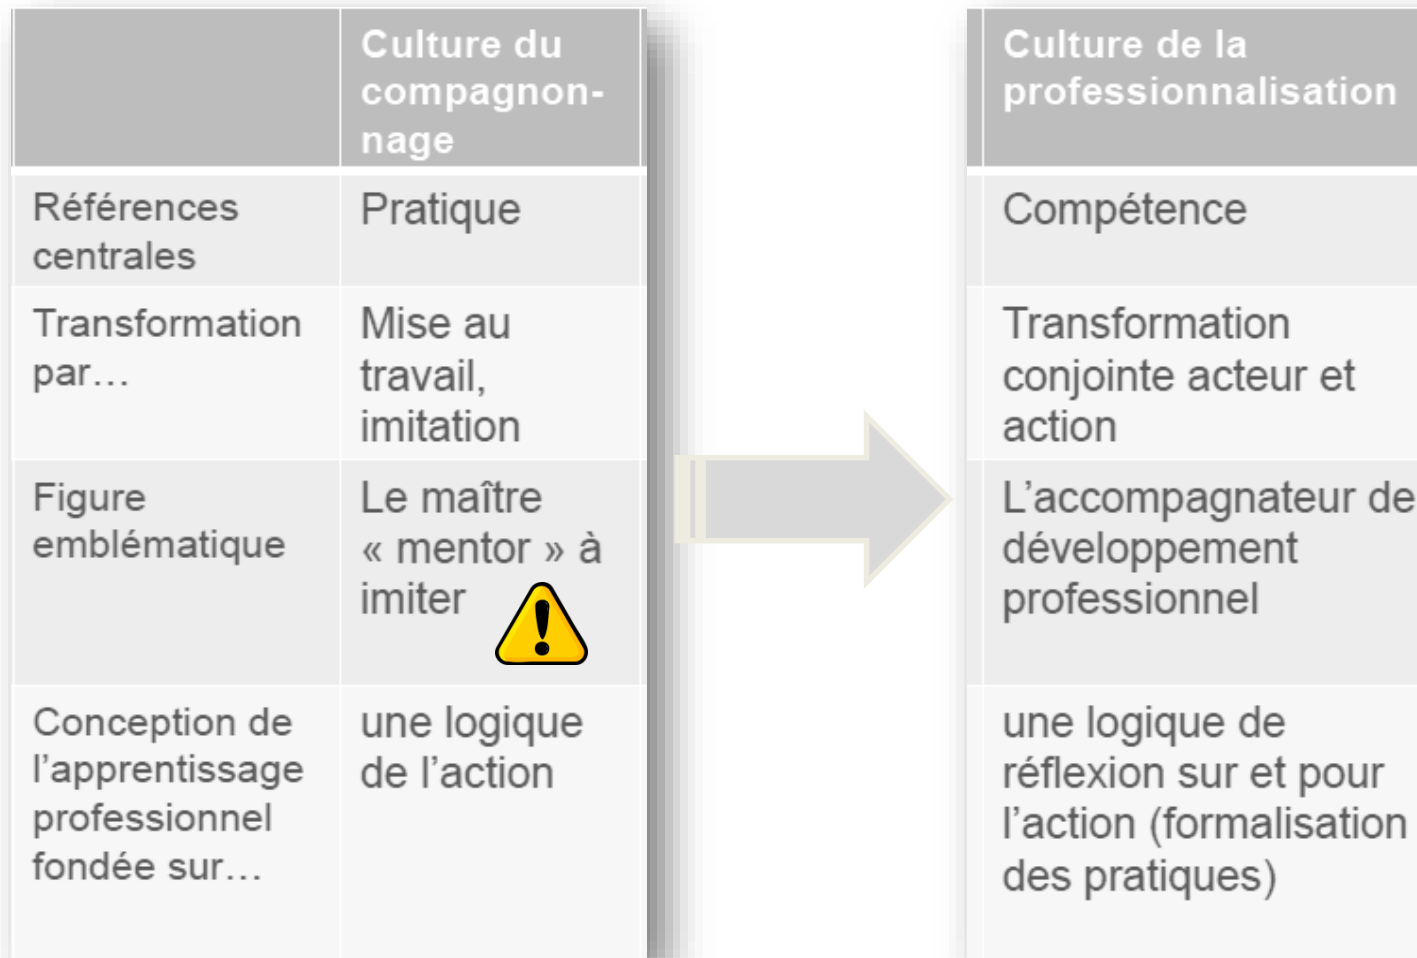 Culture du
compagnon-
nage
Culture de la
professionnalisation
Références
centrales
Pratique
Compétence
Transformation
par…
Mise au
travail,
imitation
Transformation
conjointe acteur et
action
Figure
emblématique
Le maître
« mentor » à
imiter
L’accompagnateur de
développement
professionnel
Conception de
l’apprentissage
professionnel
fondée sur…
une logique
de l’action
une logique de
réflexion sur et pour
l’action (formalisation
des pratiques)